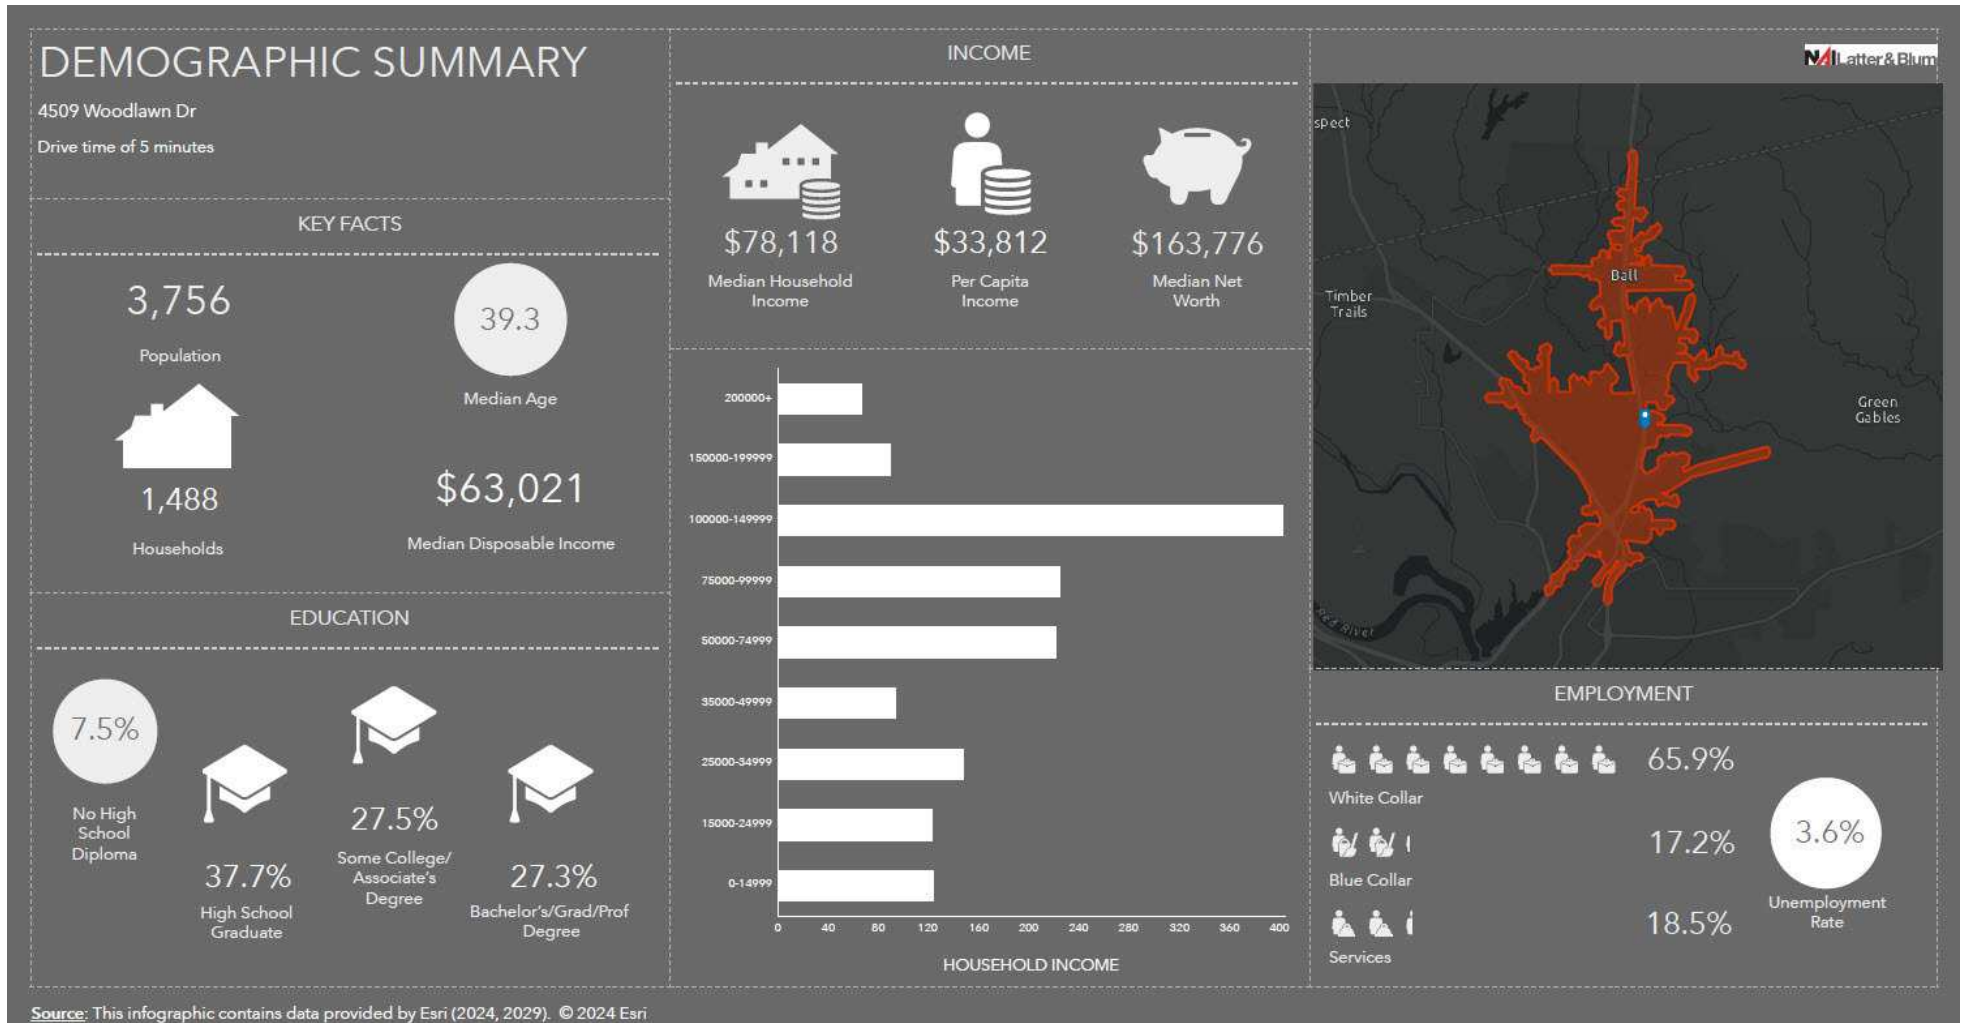 DEMOGRAPHIC SUMMARY
4509 Woodlawn Dr
Drive time of 5 minutes
KEY FACTS
3,756
Population
39.3
Median Age
1,488
Households
$63,021
Median Disposable Income
EDUCATION
7.5%
No High
School
Diploma
37.7%
High School
Graduate
27.5%
Some College/
Associate's
Degree
27.3%
Bachelor's/Grad/Prof
Degree
INCOME
$78,118
Median Household
Income
$33,812
Per Capita
Income
$163,776
Median Net
Worth
200000+
150000-199999
100000-149999
75000-99999
50000-74999
35000-49999
25000-34999
15000-24999
0-14999
0 40 80 120 160 200 240 280 320 360 400
HOUSEHOLD INCOME
NAI Latter & Blum
spect
Ball
Timber
Trails
Green
Gables
Red River
EMPLOYMENT
65.9%
White Collar
17.2%
Blue Collar
18.5%
Services
3.6%
Unemployment
Rate
Source: This infographic contains data provided by Esri (2024, 2029). © 2024 Esri